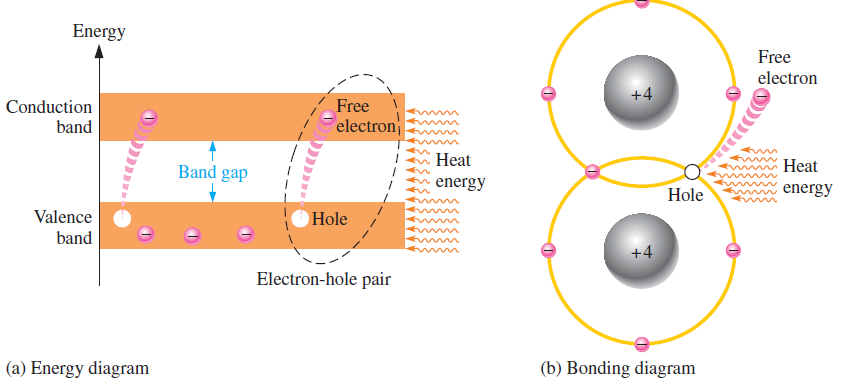 Energy
Conduction
band
Band gap
Valence
band
Free
electron
Hole
Heat
energy
Electron-hole pair
(a) Energy diagram
+4
Free
electron
Heat
energy
Hole
+4
(b) Bonding diagram